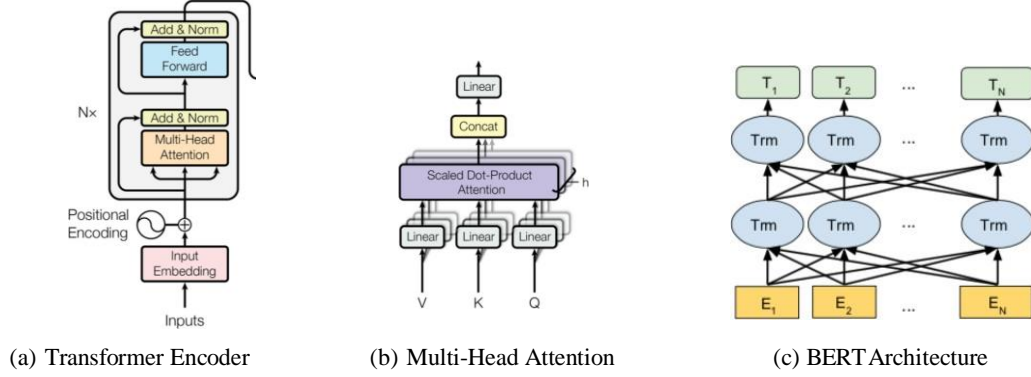 Add & Norm
Feed
Forward
N×
Add & Norm
Multi-Head
Attention
Positional
Encoding
Input
Embedding
Inputs
(a) Transformer Encoder
Linear
Concat
Scaled Dot-Product
Attention
h
Linear Linear Linear
V K Q
(b) Multi-Head Attention
T1 T2 ... TN
Trm Trm ... Trm
Trm Trm ... Trm
E1 E2 ... EN
(c) BERT Architecture